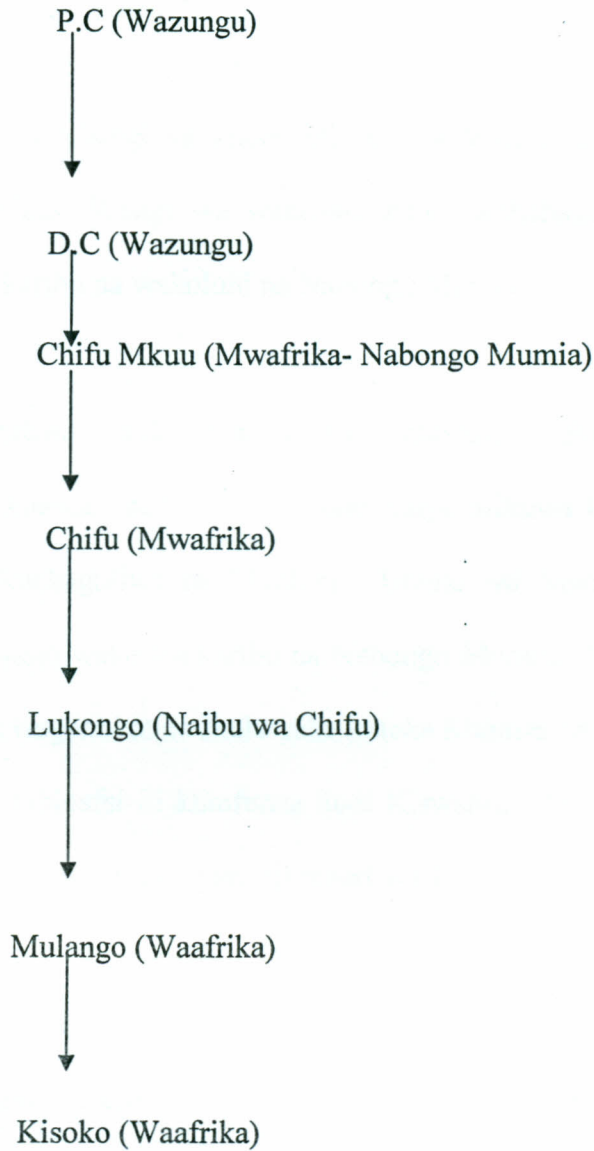 P.C (Wazungu)
D.C (Wazungu)
Chifu Mkuu (Mwafrika- Nabongo Mumia)
Chifu (Mwafrika)
Lukongo (Naibu wa Chifu)
Mulango (Waafrika)
Kisoko (Waafrika)